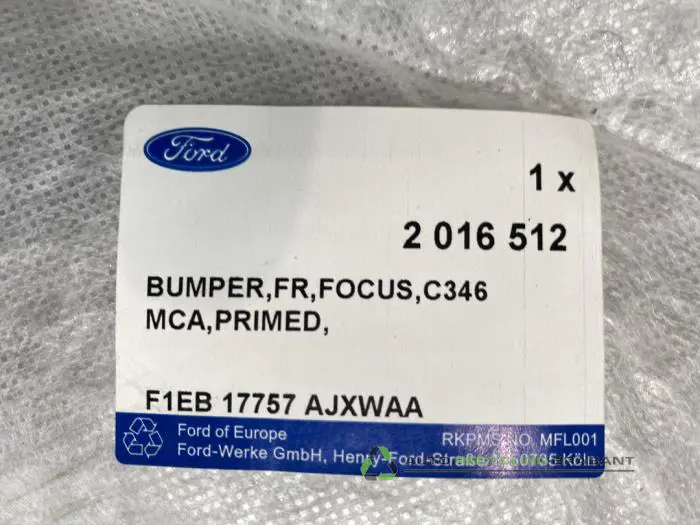 Ford
1 x
2 016 512
BUMPER,FR,FOCUS,C346
MCA,PRIMED,
F1EB 17757 AJXWAA
Ford of Europe
RKPMS NO. MFL001
Ford-Werke GmbH, Henry-Ford-Straße Köln